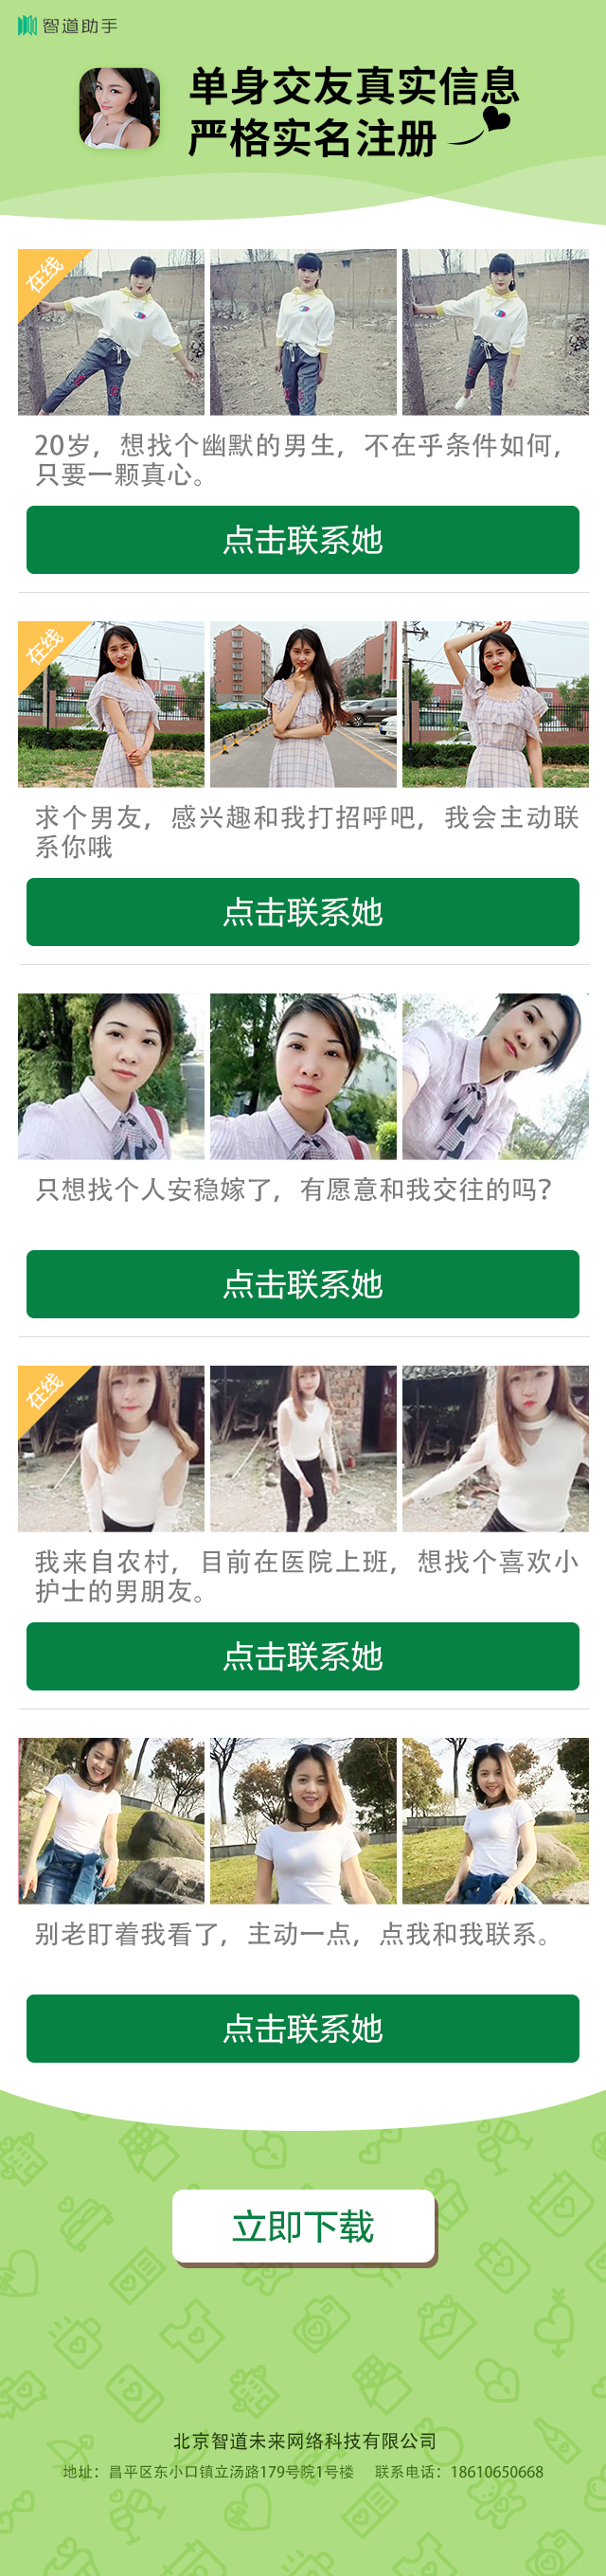 智道助手
单身交友真实信息
严格实名注册
在线
20岁，想找个幽默的男生，不在乎条件如何，
只要一颗真心。
点击联系她
在线
求个男友，感兴趣和我打招呼吧，我会主动联
系你哦
点击联系她
只想找个人安稳嫁了，有愿意和我交往的吗？
点击联系她
在线
我来自农村，目前在医院上班，想找个喜欢小
护士的男朋友。
点击联系她
别老盯着我看了，主动一点，点我和我联系。
点击联系她
立即下载
北京智道未来网络科技有限公司
地址：昌平区东小口镇立汤路179号院1号楼 联系电话：18610650668